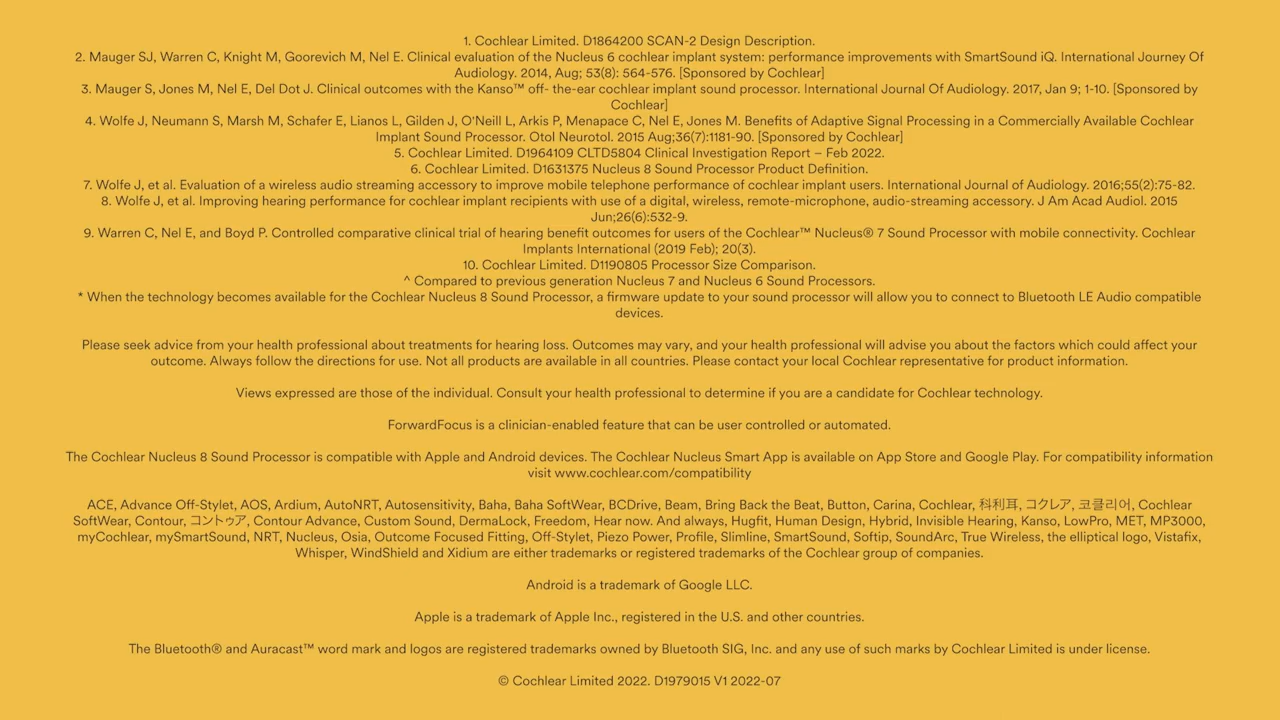 1. Cochlear Limited. D1864200 SCAN-2 Design Description.
2. Mauger SJ, Warren C, Knight M, Goorevich M, Nel E. Clinical evaluation of the Nucleus 6 cochlear implant system: performance improvements with SmartSound iQ. International Journey Of
Audiology. 2014, Aug; 53(8): 564-576. [Sponsored by Cochlear]
3. Mauger S, Jones M, Nel E, Del Dot J. Clinical outcomes with the Kanso™ off- the-ear cochlear implant sound processor. International Journal Of Audiology. 2017, Jan 9; 1-10. [Sponsored by
Cochlear]
4. Wolfe J, Neumann S, Marsh M, Schafer E, Lianos L, Gilden J, O'Neill L, Arkis P, Menapace C, Nel E, Jones M. Benefits of Adaptive Signal Processing in a Commercially Available Cochlear
Implant Sound Processor. Otol Neurotol. 2015 Aug;36(7):1181-90. [Sponsored by Cochlear]
5. Cochlear Limited. D1964109 CLTD5804 Clinical Investigation Report – Feb 2022.
6. Cochlear Limited. D1631375 Nucleus 8 Sound Processor Product Definition.
7. Wolfe J, et al. Evaluation of a wireless audio streaming accessory to improve mobile telephone performance of cochlear implant users. International Journal of Audiology. 2016;55(2):75-82.
8. Wolfe J, et al. Improving hearing performance for cochlear implant recipients with use of a digital, wireless, remote-microphone, audio-streaming accessory. J Am Acad Audiol. 2015
Jun;26(6):532-9.
9. Warren C, Nel E, and Boyd P. Controlled comparative clinical trial of hearing benefit outcomes for users of the Cochlear™ Nucleus® 7 Sound Processor with mobile connectivity. Cochlear
Implants International (2019 Feb); 20(3).
10. Cochlear Limited. D1190805 Processor Size Comparison.
^ Compared to previous generation Nucleus 7 and Nucleus 6 Sound Processors.
* When the technology becomes available for the Cochlear Nucleus 8 Sound Processor, a firmware update to your sound processor will allow you to connect to Bluetooth LE Audio compatible
devices.
Please seek advice from your health professional about treatments for hearing loss. Outcomes may vary, and your health professional will advise you about the factors which could affect your
outcome. Always follow the directions for use. Not all products are available in all countries. Please contact your local Cochlear representative for product information.
Views expressed are those of the individual. Consult your health professional to determine if you are a candidate for Cochlear technology.
ForwardFocus is a clinician-enabled feature that can be user controlled or automated.
The Cochlear Nucleus 8 Sound Processor is compatible with Apple and Android devices. The Cochlear Nucleus Smart App is available on App Store and Google Play. For compatibility information
visit www.cochlear.com/compatibility
ACE, Advance Off-Stylet, AOS, Ardium, AutoNRT, Autosensitivity, Baha, Baha SoftWear, BCDrive, Beam, Bring Back the Beat, Button, Carina, Cochlear, 科利耳, コクレア, 코클리어, Cochlear
SoftWear, Contour, コントゥア, Contour Advance, Custom Sound, DermaLock, Freedom, Hear now. And always, Hugfit, Human Design, Hybrid, Invisible Hearing, Kanso, LowPro, MET, MP3000,
myCochlear, mySmartSound, NRT, Nucleus, Osia, Outcome Focused Fitting, Off-Stylet, Piezo Power, Profile, Slimline, SmartSound, Softip, SoundArc, True Wireless, the elliptical logo, Vistafix,
Whisper, WindShield and Xidium are either trademarks or registered trademarks of the Cochlear group of companies.
Android is a trademark of Google LLC.
Apple is a trademark of Apple Inc., registered in the U.S. and other countries.
The Bluetooth® and Auracast™ word mark and logos are registered trademarks owned by Bluetooth SIG, Inc. and any use of such marks by Cochlear Limited is under license.
© Cochlear Limited 2022. D1979015 V1 2022-07